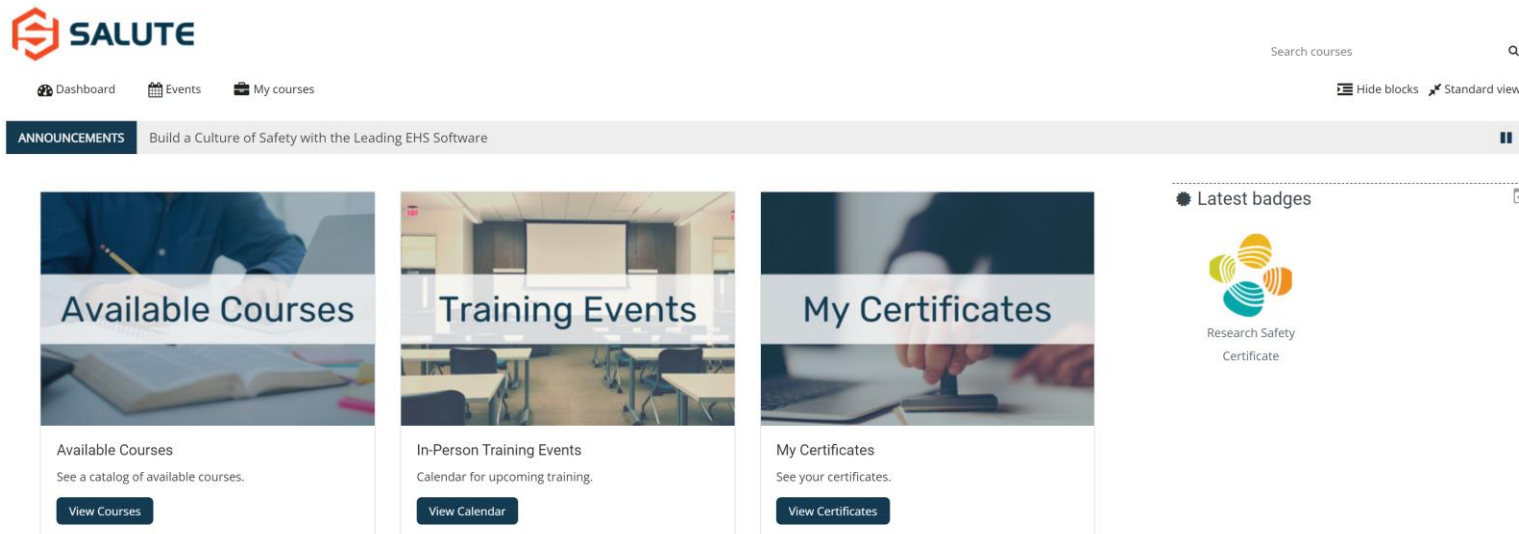 SALUTE
Search courses
Dashboard Events My courses
Hide blocks Standard view
ANNOUNCEMENTS Build a Culture of Safety with the Leading EHS Software
Latest badges
Available Courses
Training Events
My Certificates
Research Safety
Certificate
Available Courses
See a catalog of available courses.
View Courses
In-Person Training Events
Calendar for upcoming training.
View Calendar
My Certificates
See your certificates.
View Certificates